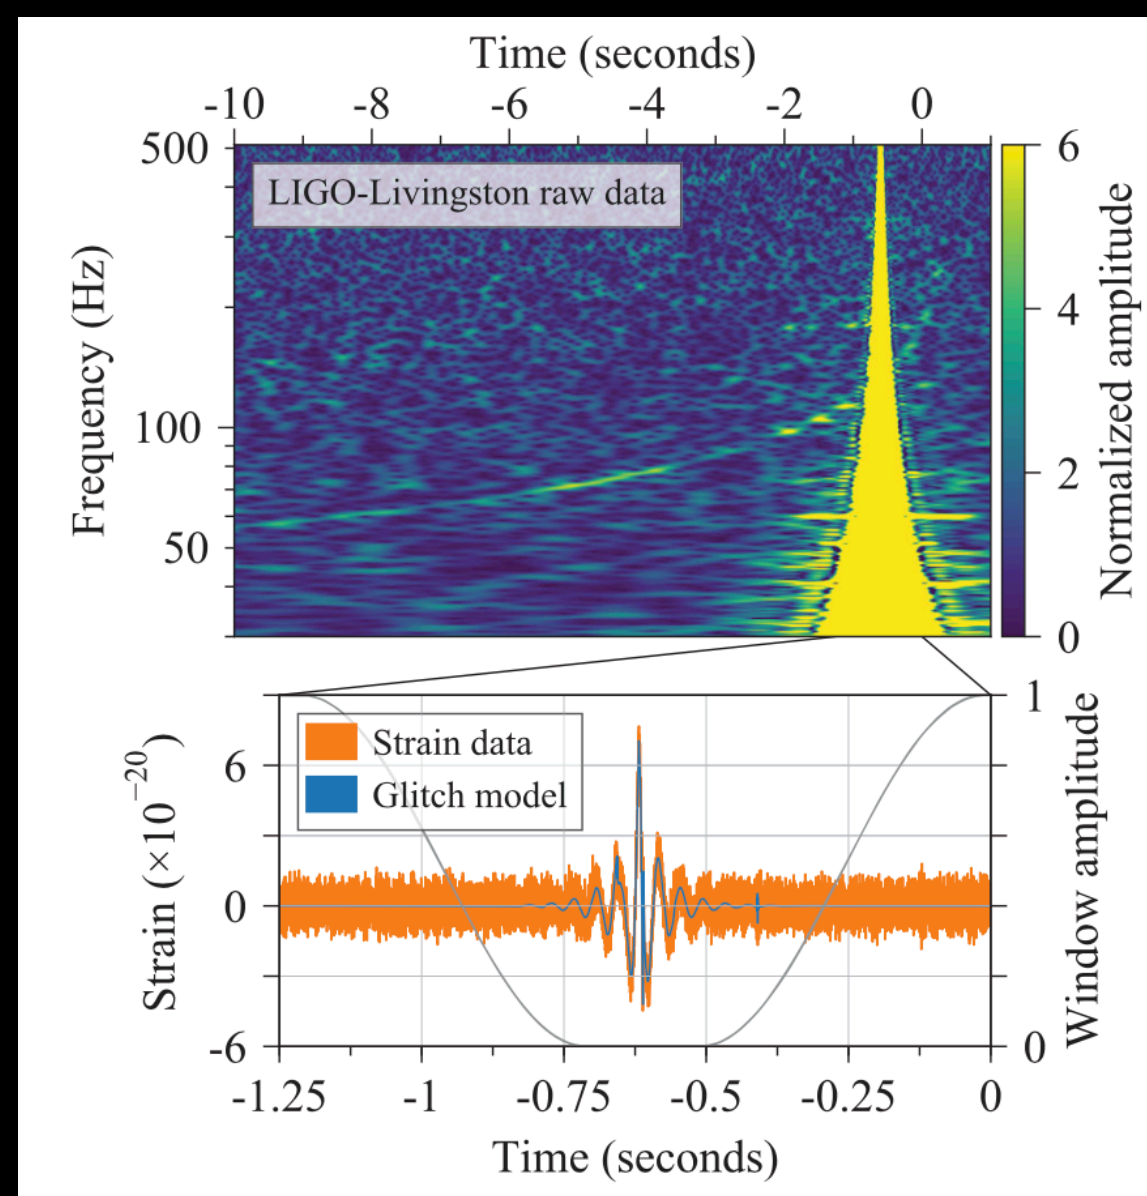 Time (seconds)
-10 -8 -6 -4 -2 0
500
100
50
Frequency (Hz)
LIGO-Livingston raw data
6
4
2
0
Normalized amplitude
Strain data
Glitch model
6
0
-6
Strain (×10⁻²⁰)
1
0
Window amplitude
-1.25 -1 -0.75 -0.5 -0.25 0
Time (seconds)